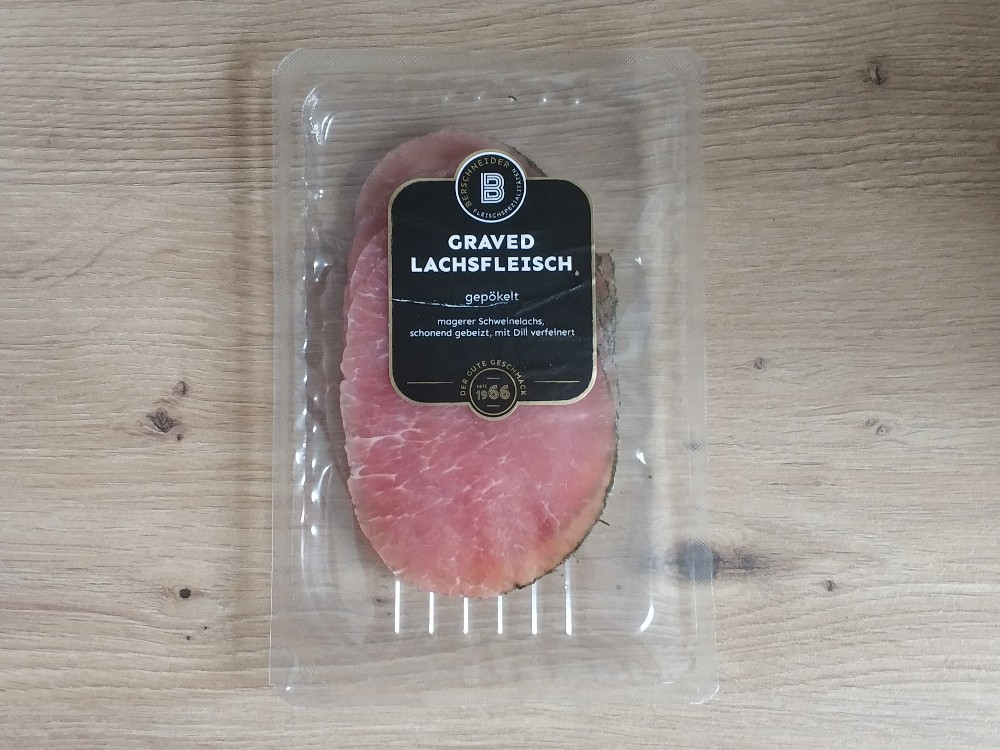 BERSCHNEIDER
B
FLEISCHSPEZIALITÄTEN
GRAVED
LACHSFLEISCH
gepökelt
magerer Schweinelachs,
schonend gebeizt, mit Dill verfeinert
DER GUTE GESCHMACK
seit
1966